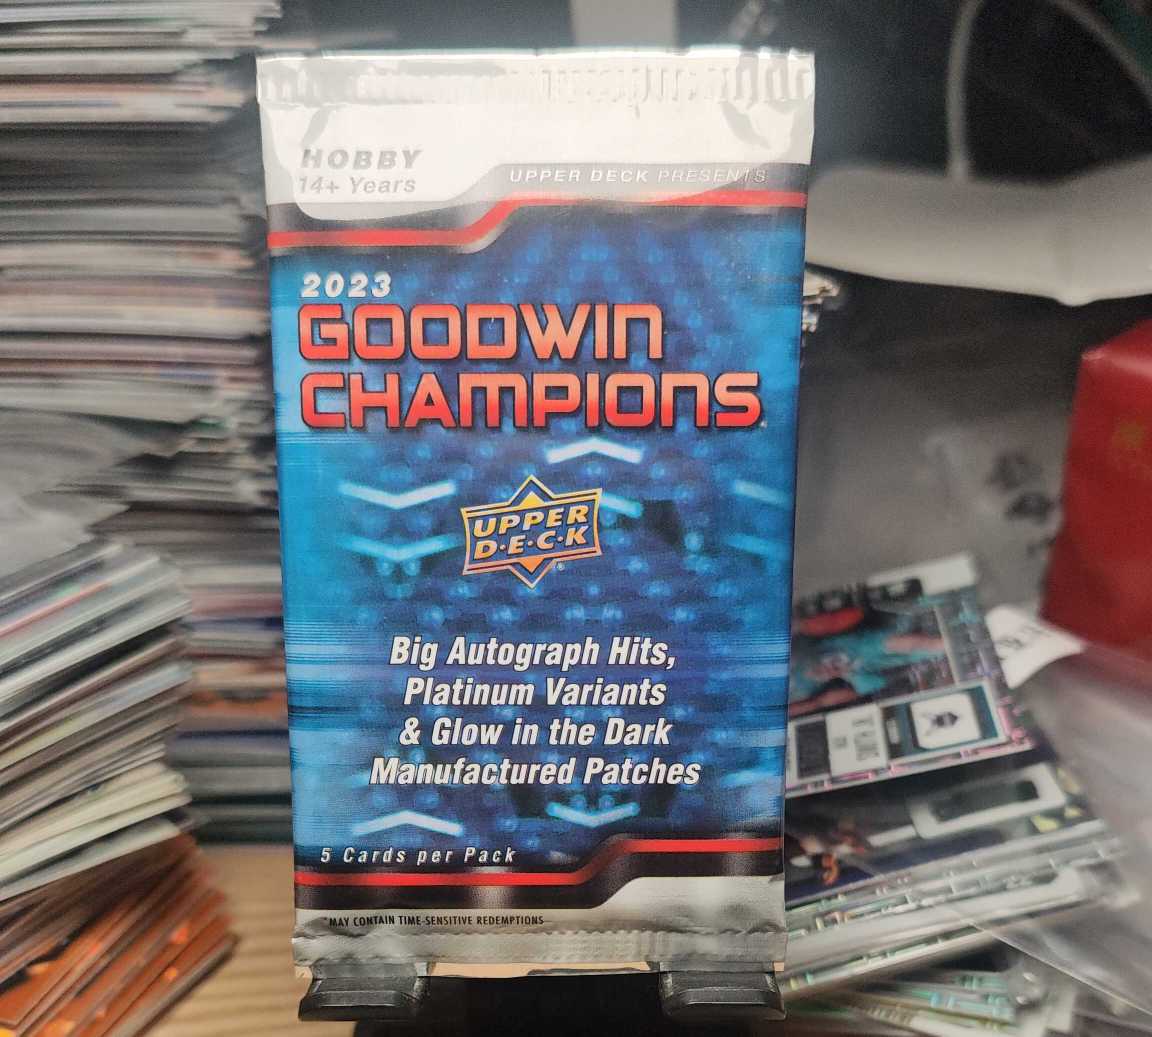 HOBBY
14+ Years
UPPER DECK PRESENTS
2023
GOODWIN
CHAMPIONS
UPPER
D·E·C·K
®
Big Autograph Hits,
Platinum Variants
& Glow in the Dark
Manufactured Patches
5 Cards per Pack
*MAY CONTAIN TIME-SENSITIVE REDEMPTIONS